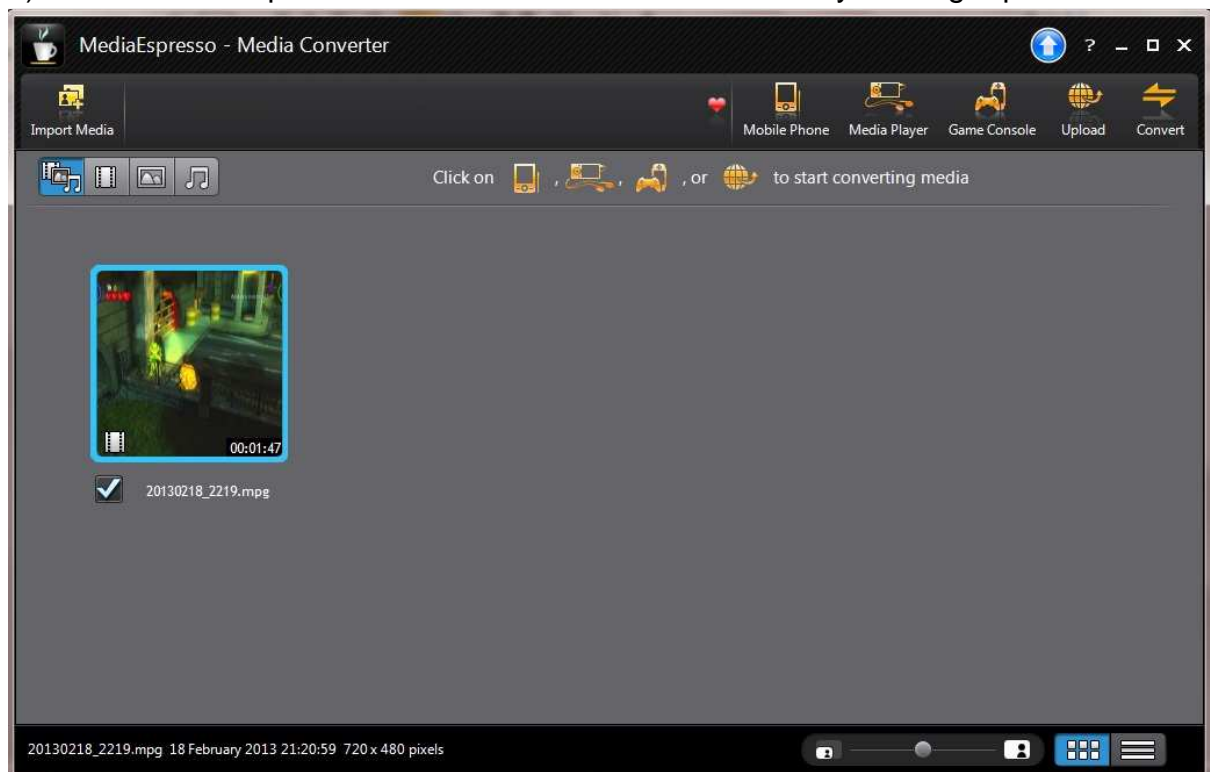 MediaEspresso - Media Converter
?
Import Media
Mobile Phone Media Player Game Console Upload Convert
Click on , , , or to start converting media
00:01:47
20130218_2219.mpg
20130218_2219.mpg 18 February 2013 21:20:59 720 x 480 pixels